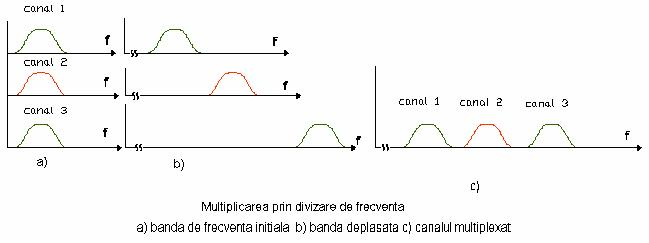 canal 1
f
F
canal 2
f
f
canal 3
f
f
a)
b)
canal 1 canal 2 canal 3
f
c)
Multiplicarea prin divizare de frecventa
a) banda de frecventa initiala b) banda deplasata c) canalul multiplexat